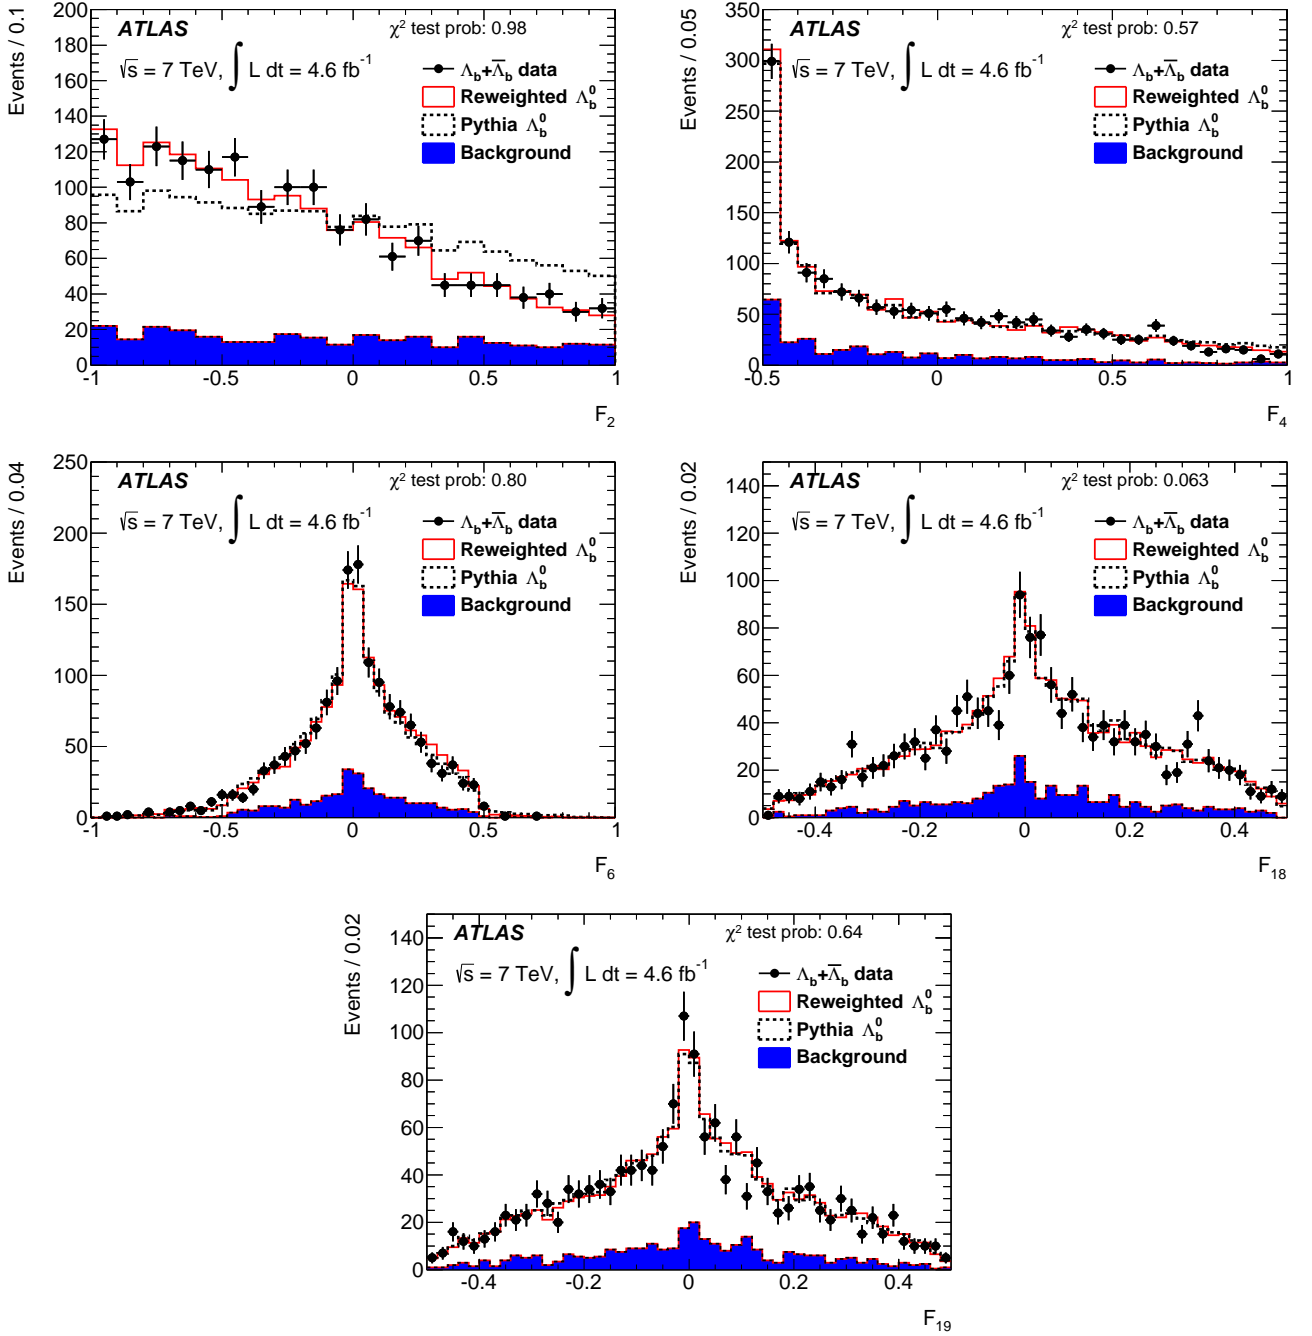 Events / 0.1
200
180
160
140
120
100
80
60
40
20
0
ATLAS
χ² test prob: 0.98
√s = 7 TeV, ∫ L dt = 4.6 fb⁻¹
Λb+Λ̄b data
Reweighted Λb⁰
Pythia Λb⁰
Background
-1 -0.5 0 0.5 1
F₂
Events / 0.05
350
300
250
200
150
100
50
0
ATLAS
χ² test prob: 0.57
√s = 7 TeV, ∫ L dt = 4.6 fb⁻¹
Λb+Λ̄b data
Reweighted Λb⁰
Pythia Λb⁰
Background
-0.5 0 0.5 1
F₄
Events / 0.04
250
200
150
100
50
0
ATLAS
χ² test prob: 0.80
√s = 7 TeV, ∫ L dt = 4.6 fb⁻¹
Λb+Λ̄b data
Reweighted Λb⁰
Pythia Λb⁰
Background
-1 -0.5 0 0.5 1
F₆
Events / 0.02
140
120
100
80
60
40
20
0
ATLAS
χ² test prob: 0.063
√s = 7 TeV, ∫ L dt = 4.6 fb⁻¹
Λb+Λ̄b data
Reweighted Λb⁰
Pythia Λb⁰
Background
-0.4 -0.2 0 0.2 0.4
F₁₈
Events / 0.02
140
120
100
80
60
40
20
0
ATLAS
χ² test prob: 0.64
√s = 7 TeV, ∫ L dt = 4.6 fb⁻¹
Λb+Λ̄b data
Reweighted Λb⁰
Pythia Λb⁰
Background
-0.4 -0.2 0 0.2 0.4
F₁₉